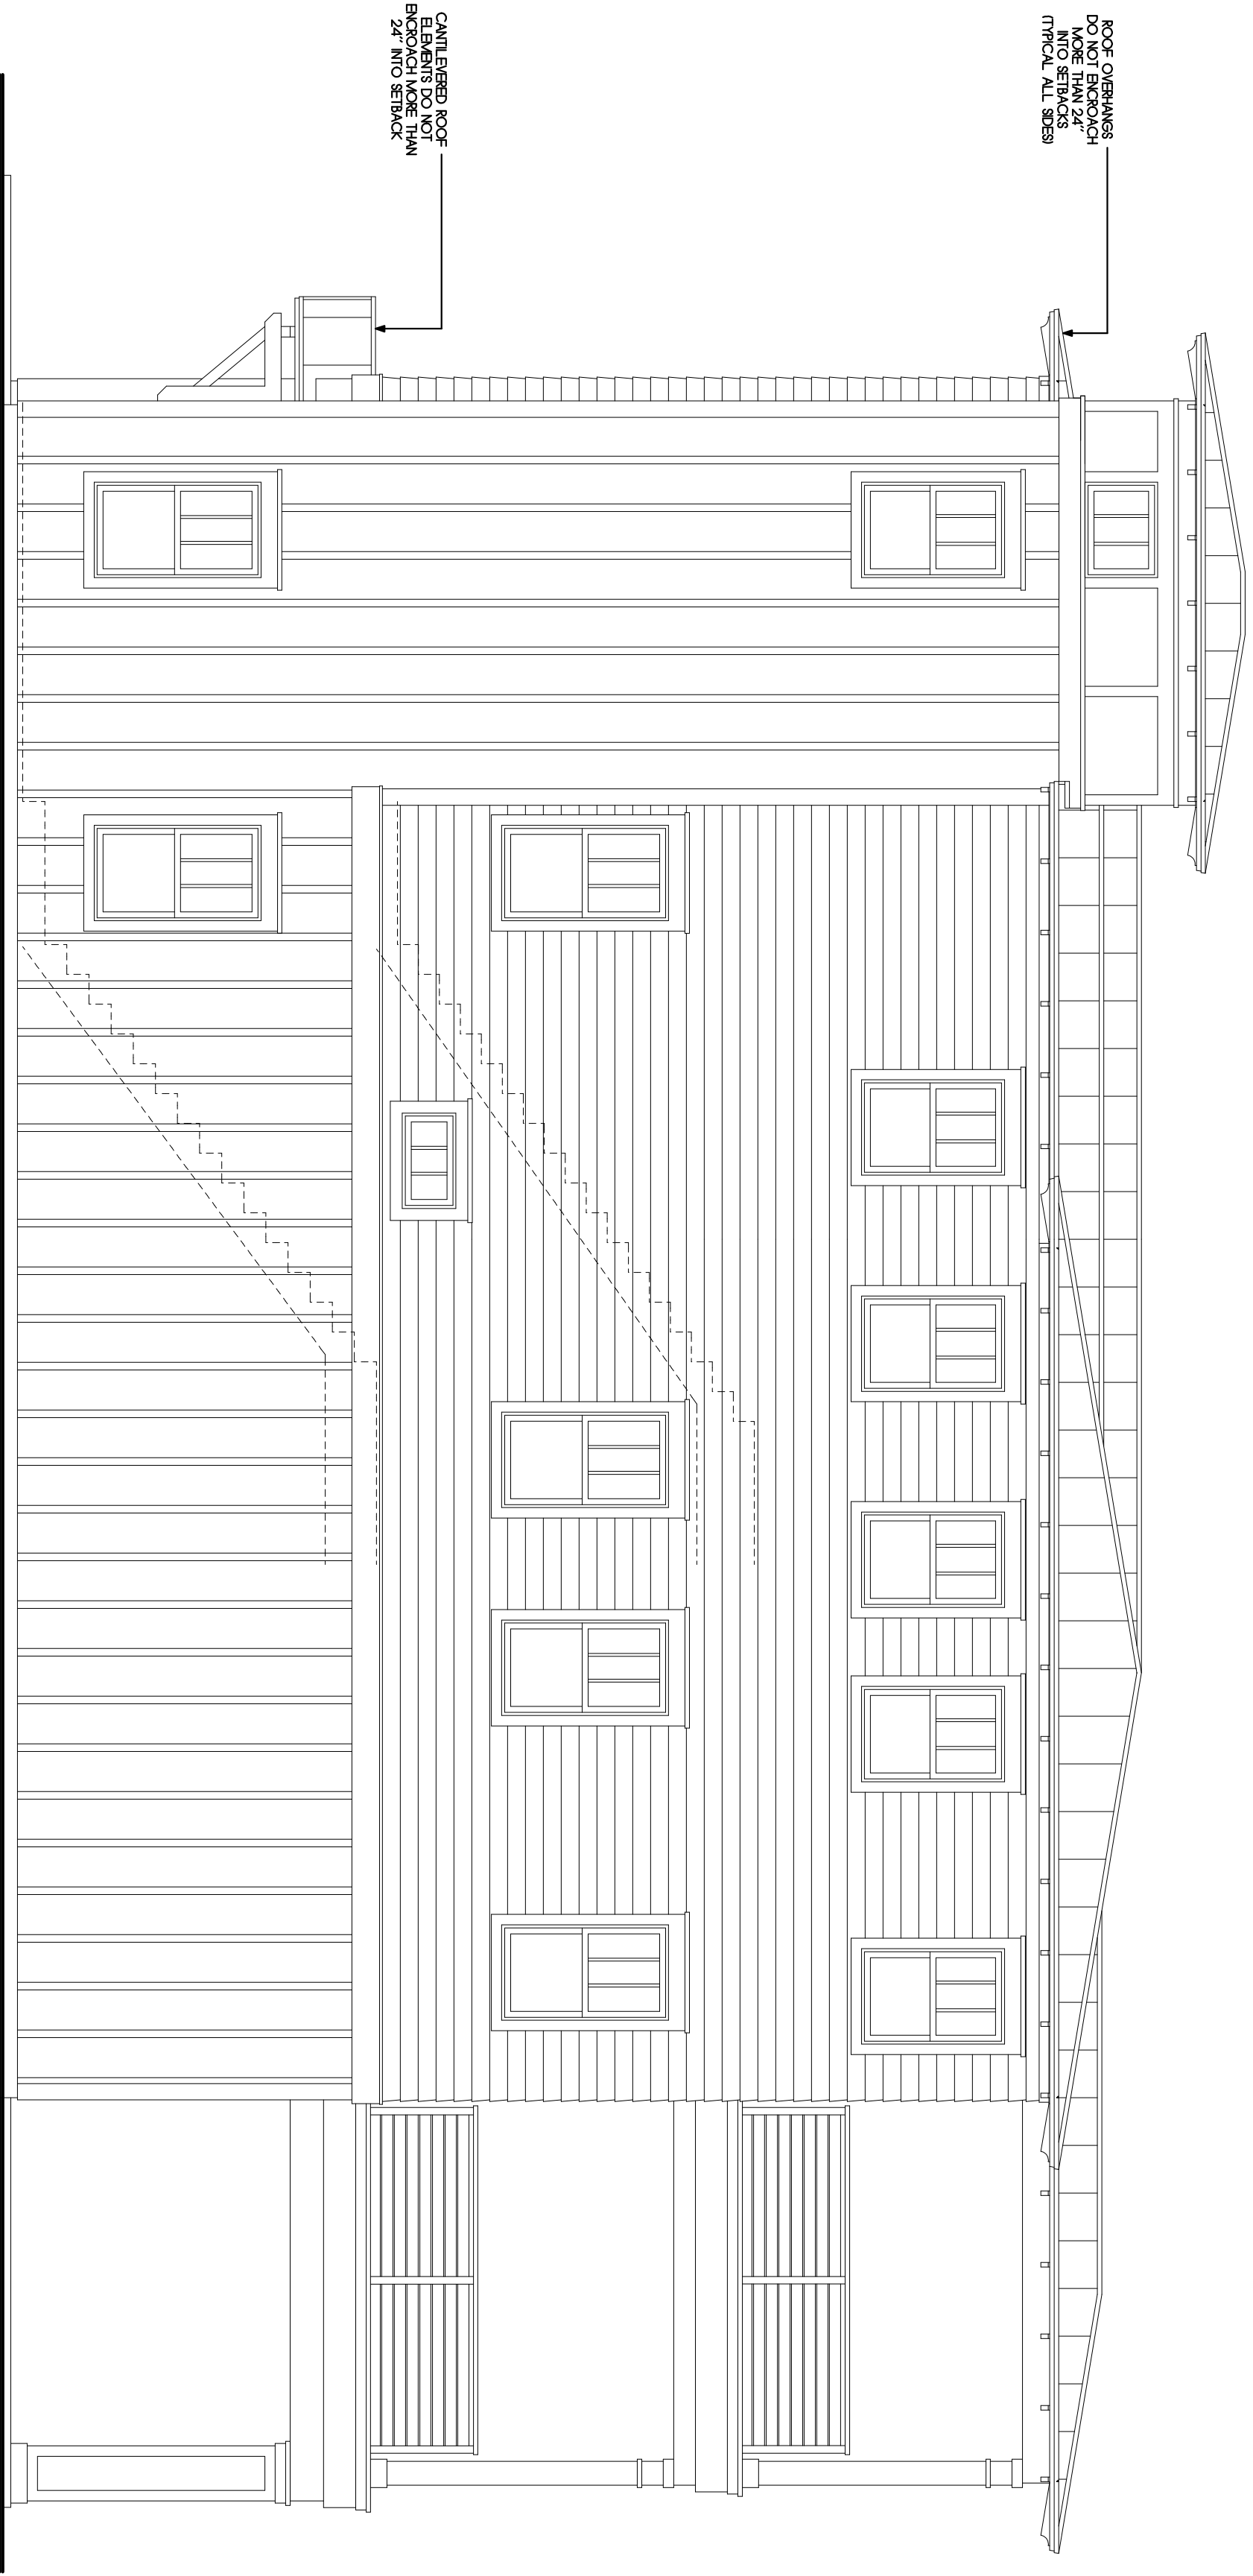 ROOF OVERHANGS
DO NOT ENCROACH
MORE THAN 24"
INTO SETBACKS
(TYPICAL ALL SIDES)
CANTILEVERED ROOF
ELEMENTS DO NOT
ENCROACH MORE THAN
24" INTO SETBACK